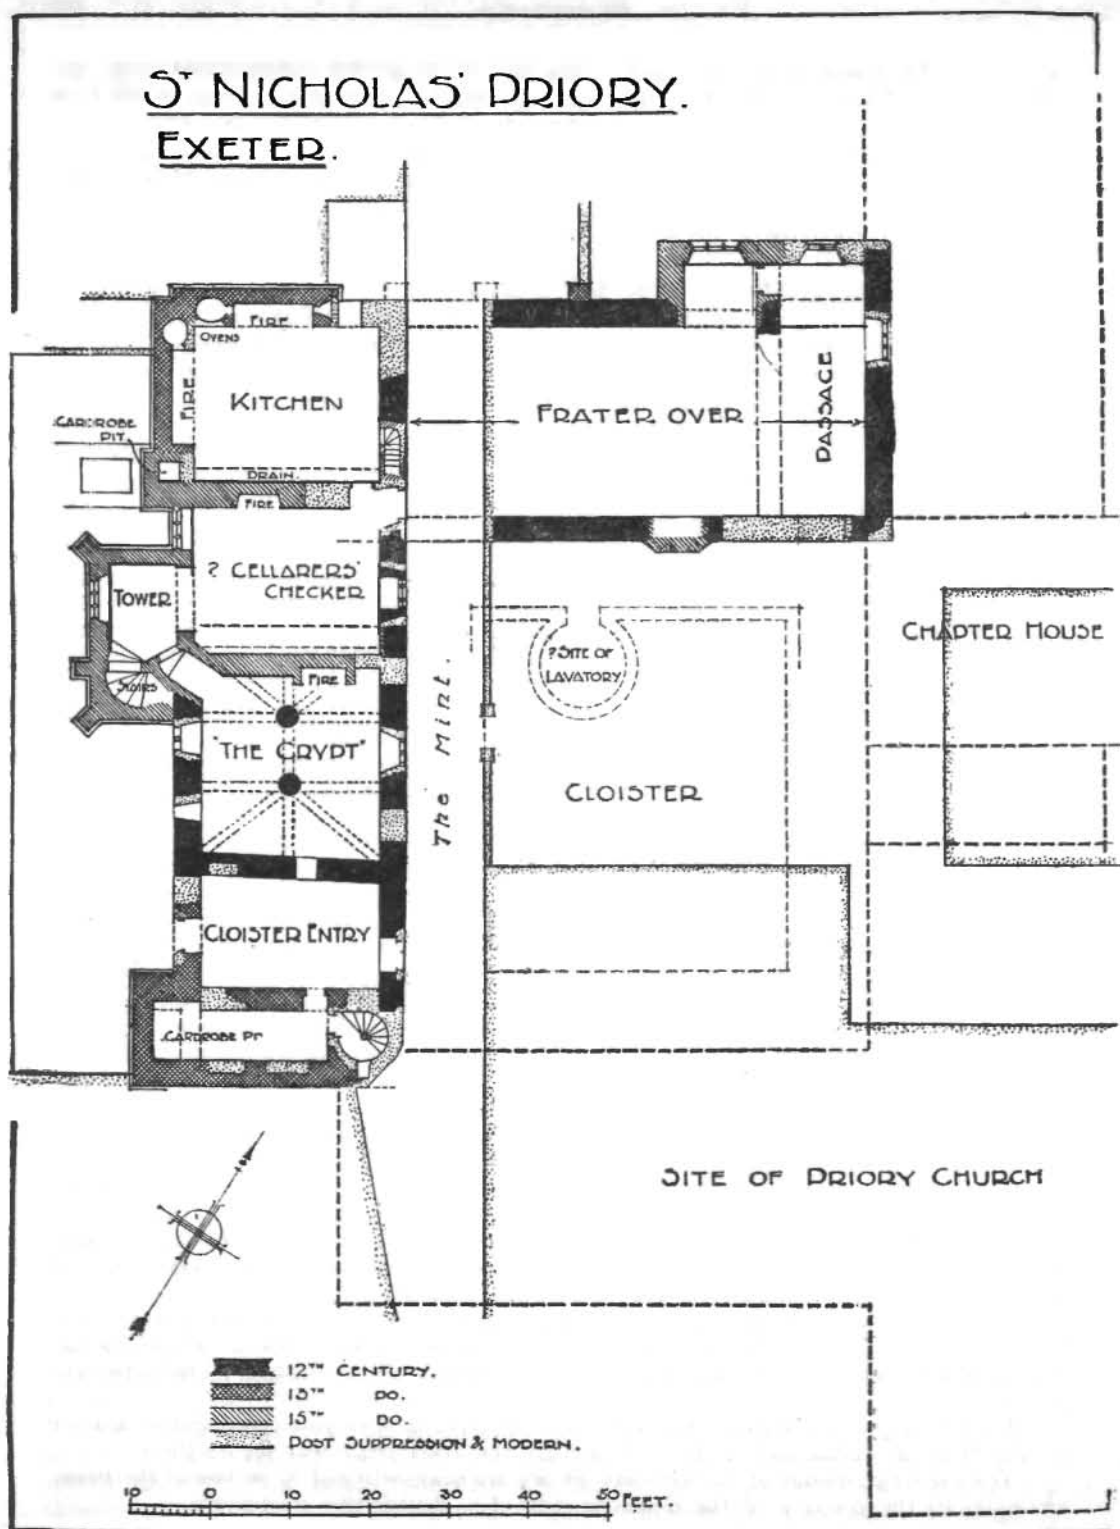 ST NICHOLAS' PRIORY.
EXETER.
FIRE
OVENS
FIRE
KITCHEN
GARDROBE
PIT.
DRAIN.
FIRE
FRATER OVER
PASSAGE
? CELLARERS'
CHECKER
TOWER
STAIRS
FIRE
"THE CRYPT"
The Mint.
? SITE OF
LAVATORY
CHAPTER HOUSE
CLOISTER
CLOISTER ENTRY
GARDROBE PIT
SITE OF PRIORY CHURCH
12TH CENTURY.
13TH DO.
15TH DO.
POST SUPPRESSION & MODERN.
10 0 10 20 30 40 50 FEET.